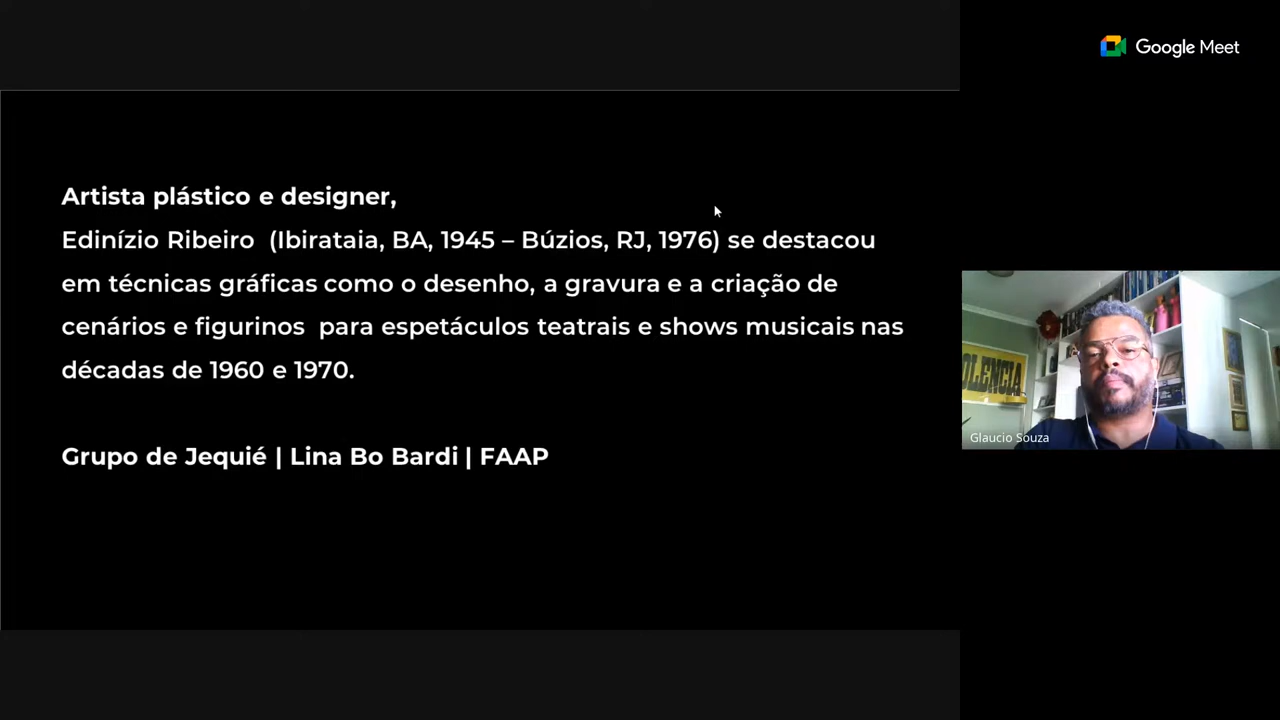 Google Meet
Artista plástico e designer,
Edinízio Ribeiro (Ibirataia, BA, 1945 – Búzios, RJ, 1976) se destacou
em técnicas gráficas como o desenho, a gravura e a criação de
cenários e figurinos para espetáculos teatrais e shows musicais nas
décadas de 1960 e 1970.
Grupo de Jequié | Lina Bo Bardi | FAAP
OLENCIA
Glaucio Souza